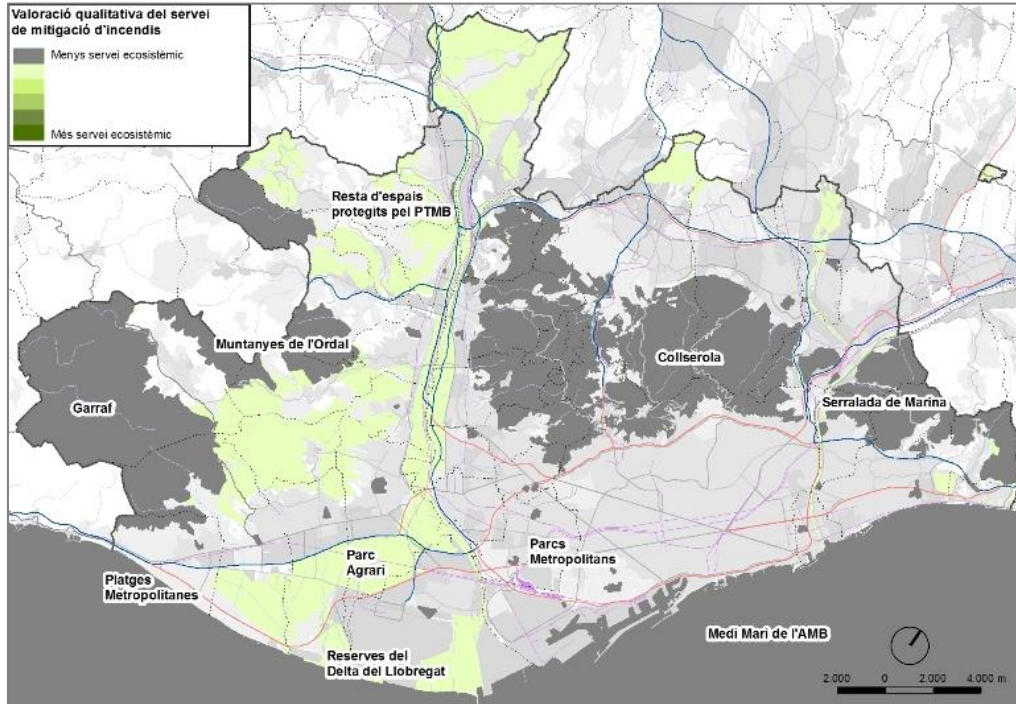 Valoració qualitativa del servei
de mitigació d'incendis
Menys servei ecosistèmic
Més servei ecosistèmic
Resta d'espais
protegits pel PTMB
Muntanyes de l'Ordal
Garraf
Collserola
Serralada de Marina
Parc
Agrari
Parcs
Metropolitans
Platges
Metropolitanes
Reserves del
Delta del Llobregat
Medi Marí de l'AMB
2.000 0 2.000 4.000 m